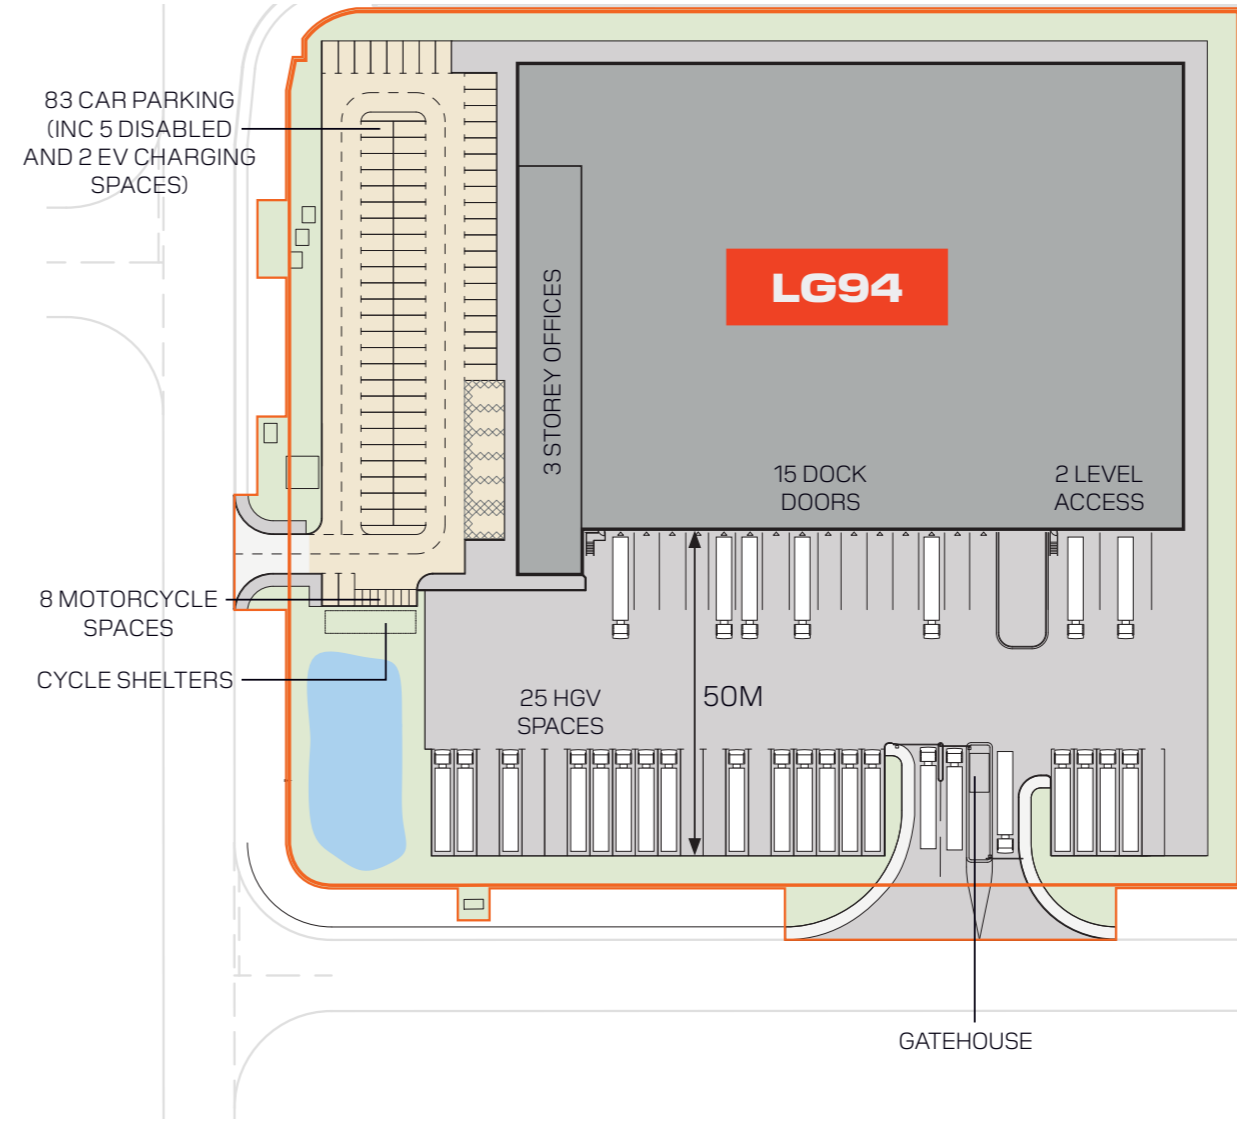 83 CAR PARKING
(INC 5 DISABLED
AND 2 EV CHARGING
SPACES)
LG94
3 STOREY OFFICES
15 DOCK
DOORS
2 LEVEL
ACCESS
8 MOTORCYCLE
SPACES
CYCLE SHELTERS
25 HGV
SPACES
50M
GATEHOUSE